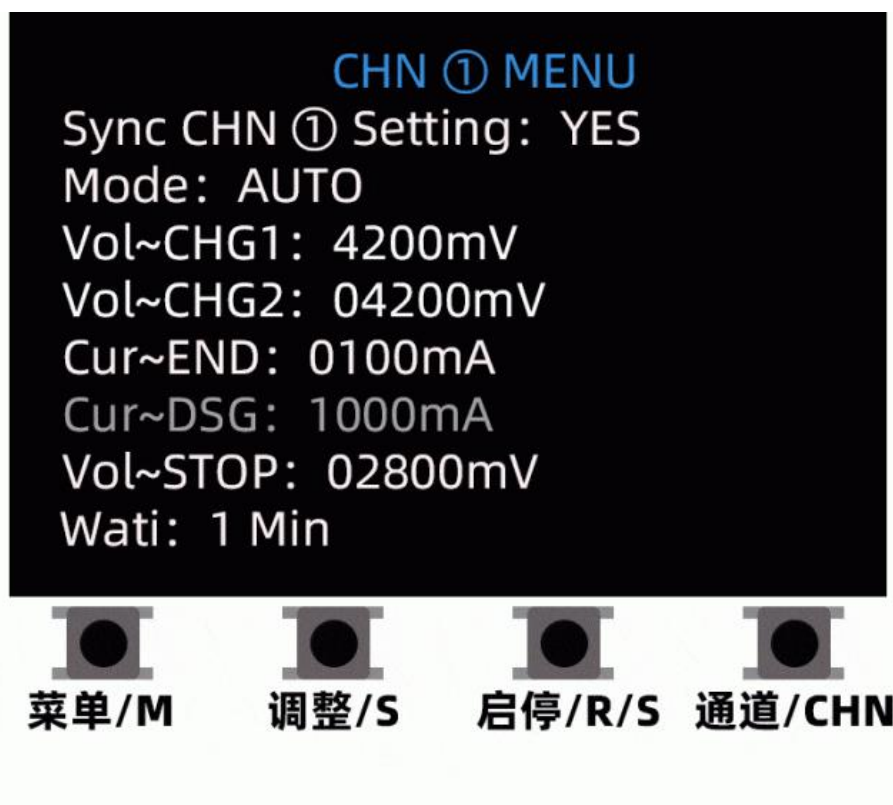 CHN ① MENU
Sync CHN ① Setting： YES
Mode： AUTO
Vol~CHG1： 4200mV
Vol~CHG2： 04200mV
Cur~END： 0100mA
Cur~DSG： 1000mA
Vol~STOP： 02800mV
Wati： 1 Min
菜单/M 调整/S 启停/R/S 通道/CHN